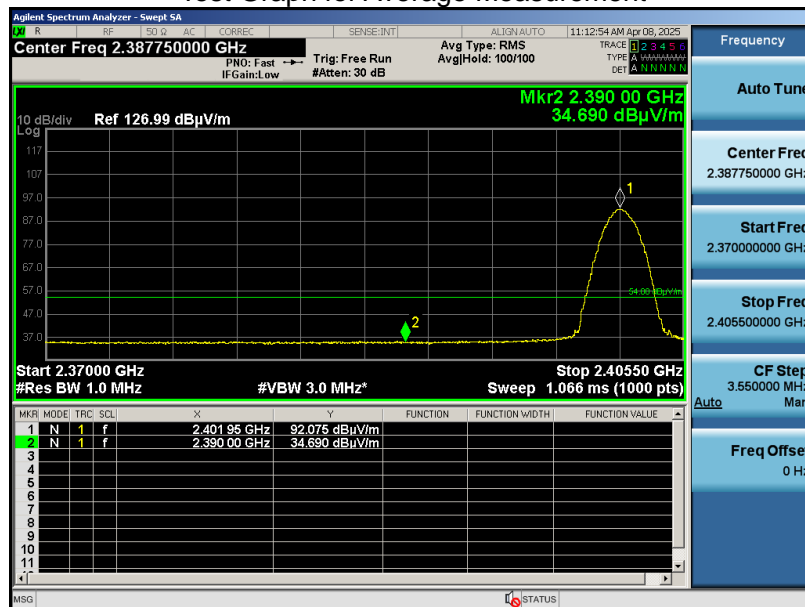 Agilent Spectrum Analyzer - Swept SA
LXI R RF 50 Ω AC CORREC SENSE:INT ALIGN AUTO 11:12:54 AM Apr 08, 2025
Center Freq 2.387750000 GHz
PNO: Fast
IFGain:Low
Trig: Free Run
#Atten: 30 dB
Avg Type: RMS
Avg|Hold: 100/100
TRACE 1 2 3 4 5 6
TYPE A WWWWW
DET A N N N N N
Mkr2 2.390 00 GHz
34.690 dBµV/m
10 dB/div Ref 126.99 dBµV/m
Log
117
107
97.0
87.0
77.0
67.0
57.0
47.0
37.0
1
2
54.00 dBµV/m
Start 2.37000 GHz Stop 2.40550 GHz
#Res BW 1.0 MHz #VBW 3.0 MHz* Sweep 1.066 ms (1000 pts)
MKR MODE TRC SCL X Y FUNCTION FUNCTION WIDTH FUNCTION VALUE
1 N 1 f 2.401 95 GHz 92.075 dBµV/m
2 N 1 f 2.390 00 GHz 34.690 dBµV/m
3
4
5
6
7
8
9
10
11
MSG STATUS
Frequency
Auto Tune
Center Freq
2.387750000 GHz
Start Freq
2.370000000 GHz
Stop Freq
2.405500000 GHz
CF Step
3.550000 MHz
Auto Man
Freq Offset
0 Hz